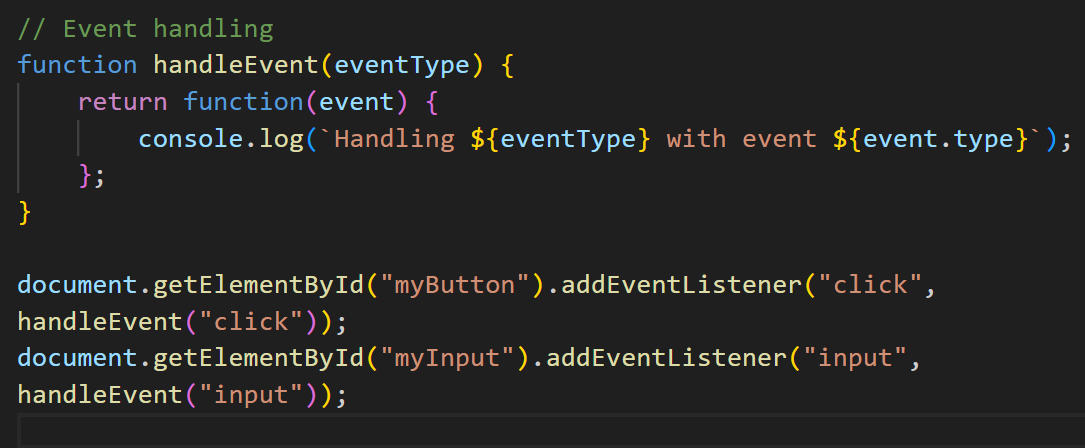 // Event handling
function handleEvent(eventType) {
    return function(event) {
        console.log(`Handling ${eventType} with event ${event.type}`);
    };
}

document.getElementById("myButton").addEventListener("click",
handleEvent("click"));
document.getElementById("myInput").addEventListener("input",
handleEvent("input"));